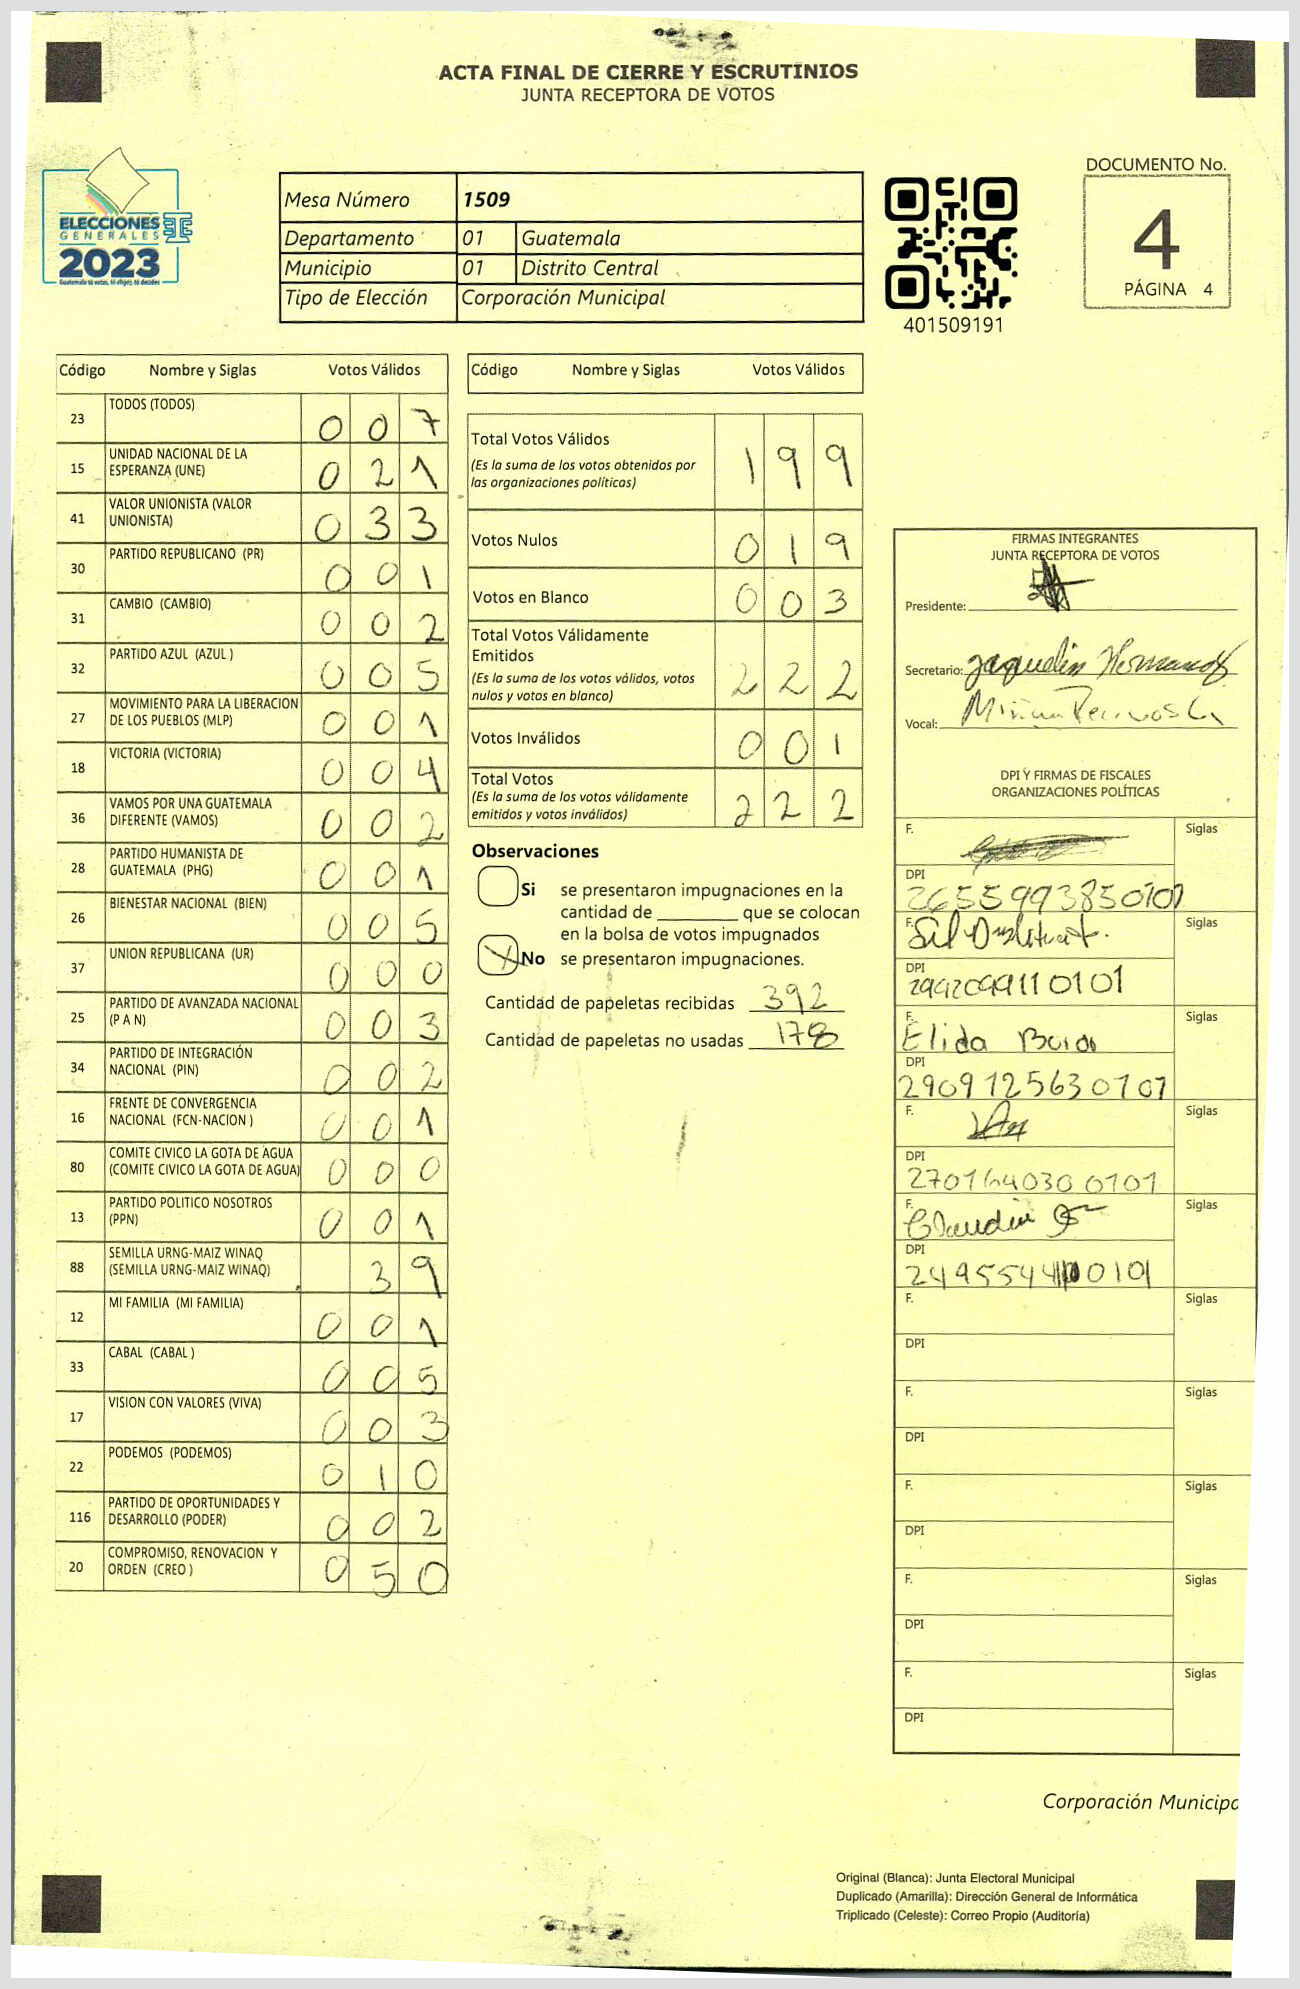 ACTA FINAL DE CIERRE Y ESCRUTINIOS
JUNTA RECEPTORA DE VOTOS
ELECCIONES
GENERALES
2023
Mesa Número 1509
Departamento 01 Guatemala
Municipio 01 Distrito Central
Tipo de Elección Corporación Municipal
401509191
DOCUMENTO No.
4
PÁGINA 4
Código Nombre y Siglas Votos Válidos
23 TODOS (TODOS) 0 0 7
15 UNIDAD NACIONAL DE LA
ESPERANZA (UNE) 0 2 1
41 VALOR UNIONISTA (VALOR
UNIONISTA) 0 3 3
30 PARTIDO REPUBLICANO (PR) 0 0 1
31 CAMBIO (CAMBIO) 0 0 2
32 PARTIDO AZUL (AZUL ) 0 0 5
27 MOVIMIENTO PARA LA LIBERACION
DE LOS PUEBLOS (MLP) 0 0 1
18 VICTORIA (VICTORIA) 0 0 4
36 VAMOS POR UNA GUATEMALA
DIFERENTE (VAMOS) 0 0 2
28 PARTIDO HUMANISTA DE
GUATEMALA (PHG) 0 0 1
26 BIENESTAR NACIONAL (BIEN) 0 0 5
37 UNION REPUBLICANA (UR) 0 0 0
25 PARTIDO DE AVANZADA NACIONAL
(P A N) 0 0 3
34 PARTIDO DE INTEGRACIÓN
NACIONAL (PIN) 0 0 2
16 FRENTE DE CONVERGENCIA
NACIONAL (FCN-NACION ) 0 0 1
80 COMITE CIVICO LA GOTA DE AGUA
(COMITE CIVICO LA GOTA DE AGUA) 0 0 0
13 PARTIDO POLITICO NOSOTROS
(PPN) 0 0 1
88 SEMILLA URNG-MAIZ WINAQ
(SEMILLA URNG-MAIZ WINAQ) 3 9
12 MI FAMILIA (MI FAMILIA) 0 0 1
33 CABAL (CABAL ) 0 0 5
17 VISION CON VALORES (VIVA) 0 0 3
22 PODEMOS (PODEMOS) 0 1 0
116 PARTIDO DE OPORTUNIDADES Y
DESARROLLO (PODER) 0 0 2
20 COMPROMISO, RENOVACION Y
ORDEN (CREO ) 0 5 0
Código Nombre y Siglas Votos Válidos
Total Votos Válidos 1 9 9
(Es la suma de los votos obtenidos por
las organizaciones políticas)
Votos Nulos 0 1 9
Votos en Blanco 0 0 3
Total Votos Válidamente
Emitidos 2 2 2
(Es la suma de los votos válidos, votos
nulos y votos en blanco)
Votos Inválidos 0 0 1
Total Votos 2 2 2
(Es la suma de los votos válidamente
emitidos y votos inválidos)
Observaciones
Si se presentaron impugnaciones en la
cantidad de ________ que se colocan
en la bolsa de votos impugnados
No se presentaron impugnaciones.
Cantidad de papeletas recibidas 392
Cantidad de papeletas no usadas 178
FIRMAS INTEGRANTES
JUNTA RECEPTORA DE VOTOS
Presidente:
Secretario: Jaquelin
Vocal:
DPI Y FIRMAS DE FISCALES
ORGANIZACIONES POLÍTICAS
F. Siglas
DPI
2655993850101
F. Siglas
DPI
2992099110101
F. Siglas
Elida
DPI
2909125630101
F. Siglas
DPI
2701640300101
F. Siglas
Claudia
DPI
F. Siglas
DPI
F. Siglas
DPI
F. Siglas
DPI
F. Siglas
DPI
F. Siglas
DPI
Corporación Municipa
Original (Blanca): Junta Electoral Municipal
Duplicado (Amarilla): Dirección General de Informática
Triplicado (Celeste): Correo Propio (Auditoría)